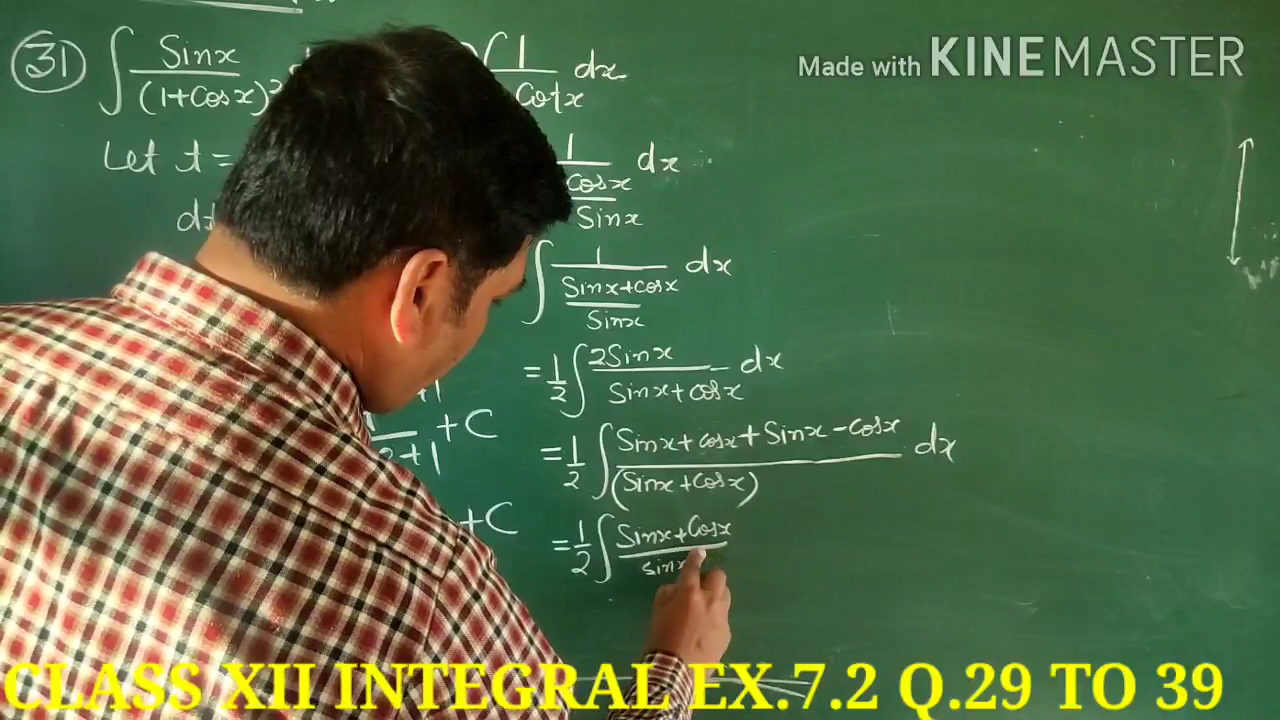 Made with KINEMASTER
31 ∫ Sinx / (1+Cosx)²
Let t =
+ C
+ C
∫ 1 / Cotx dx
1 / Cosx / Sinx dx
∫ 1 / Sinx+Cosx / Sinx dx
= 1/2 ∫ 2Sinx / Sinx+Cosx dx
= 1/2 ∫ Sinx+Cosx+Sinx-Cosx / (Sinx+Cosx) dx
= 1/2 ∫ Sinx+Cosx / Sinx
CLASS XII INTEGRAL EX.7.2 Q.29 TO 39